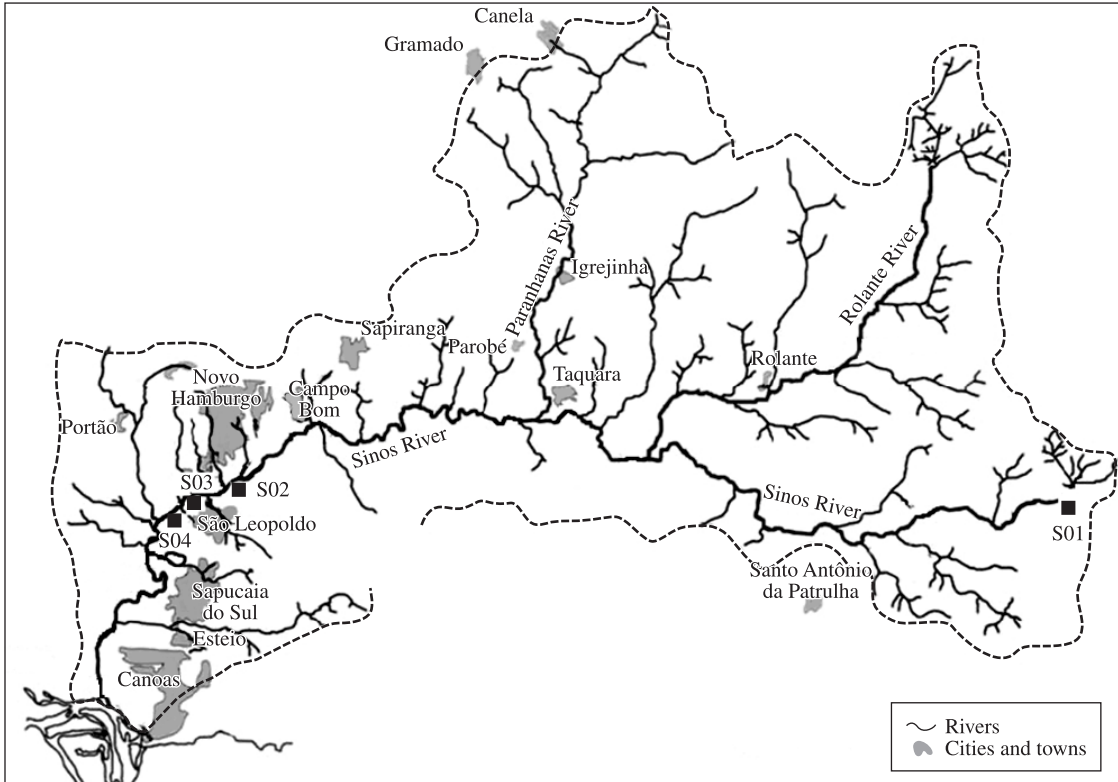 Canela
Gramado
Paranhanas River
Igrejinha
Rolante River
Sapiranga
Parobé
Rolante
Taquara
Novo
Hamburgo
Campo
Bom
Portão
Sinos River
S03
S02
Sinos River
São Leopoldo
S04
S01
Sapucaia
do Sul
Santo Antônio
da Patrulha
Esteio
Canoas
Rivers
Cities and towns